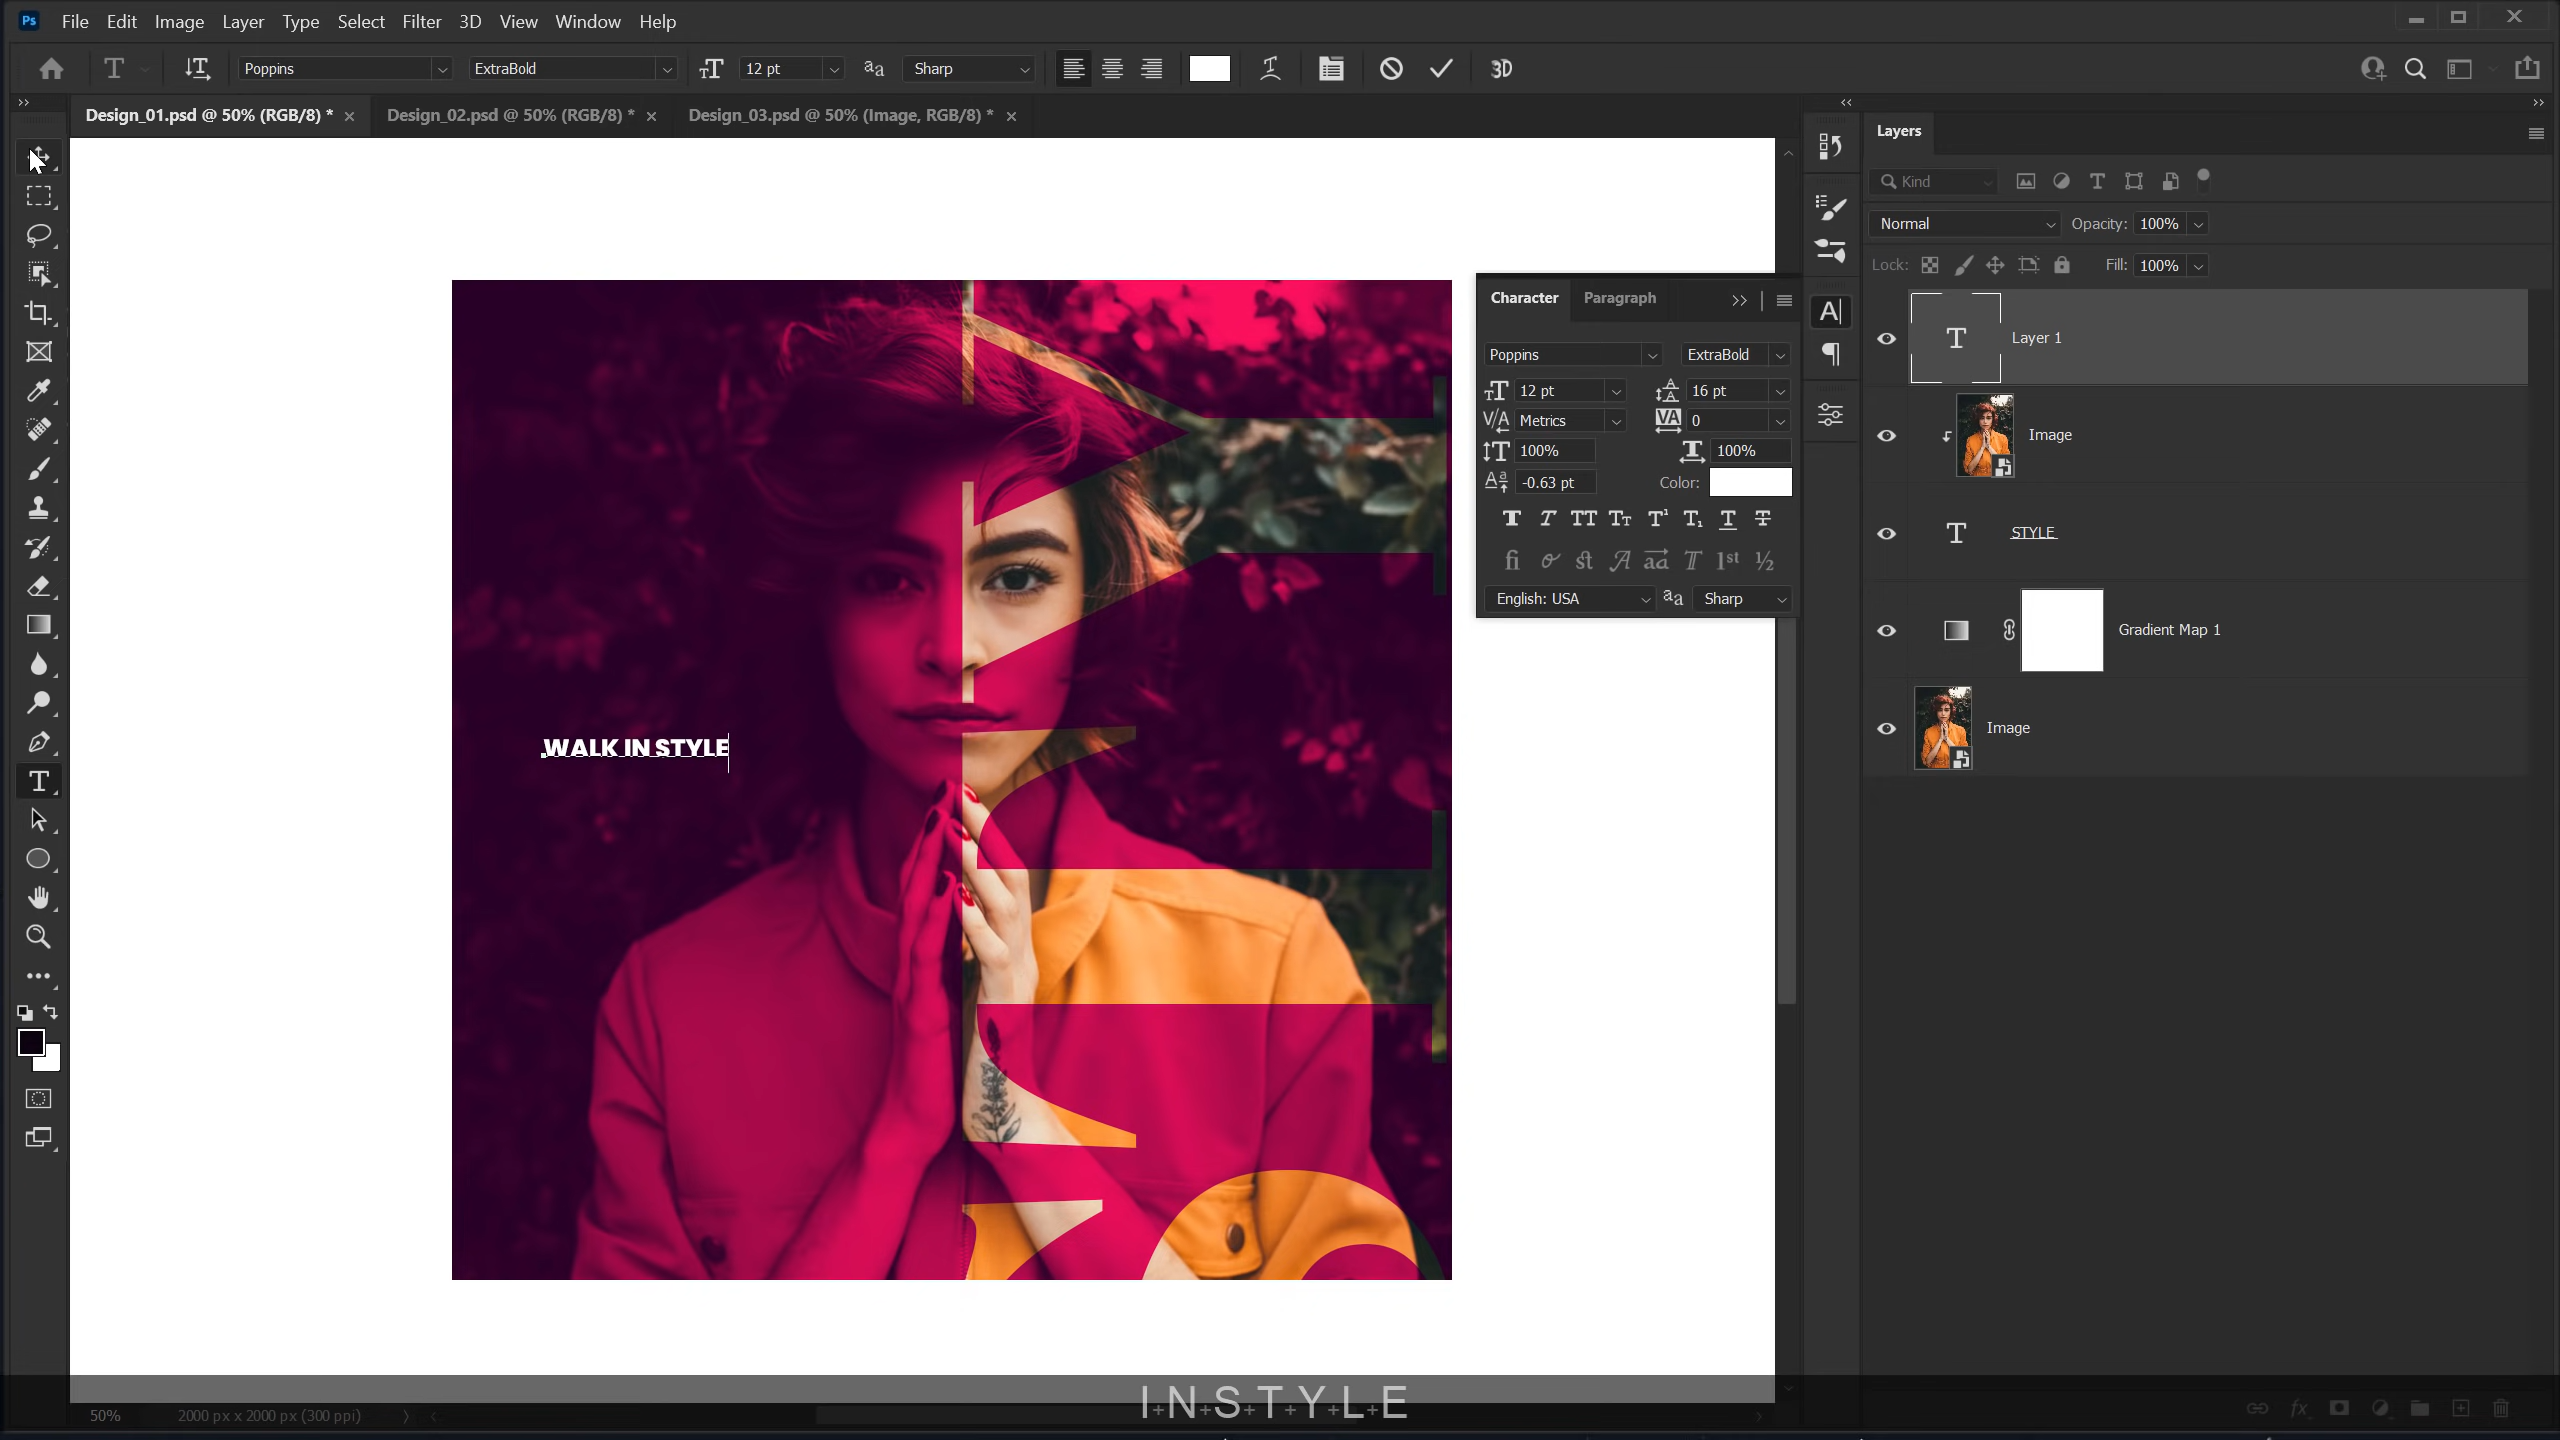 Ps File Edit Image Layer Type Select Filter 3D View Window Help
Poppins ExtraBold 12 pt Sharp 3D
Design_01.psd @ 50% (RGB/8) * Design_02.psd @ 50% (RGB/8) * Design_03.psd @ 50% (Image, RGB/8) *
Layers
Kind
Normal Opacity: 100%
Lock: Fill: 100%
Layer 1
Image
STYLE
Gradient Map 1
Image
Character Paragraph
Poppins ExtraBold
12 pt 16 pt
Metrics 0
100% 100%
-0.63 pt Color:
English: USA Sharp
WALK IN STYLE
50% 2000 px x 2000 px (300 ppi)
I+N+S+T+Y+L+E